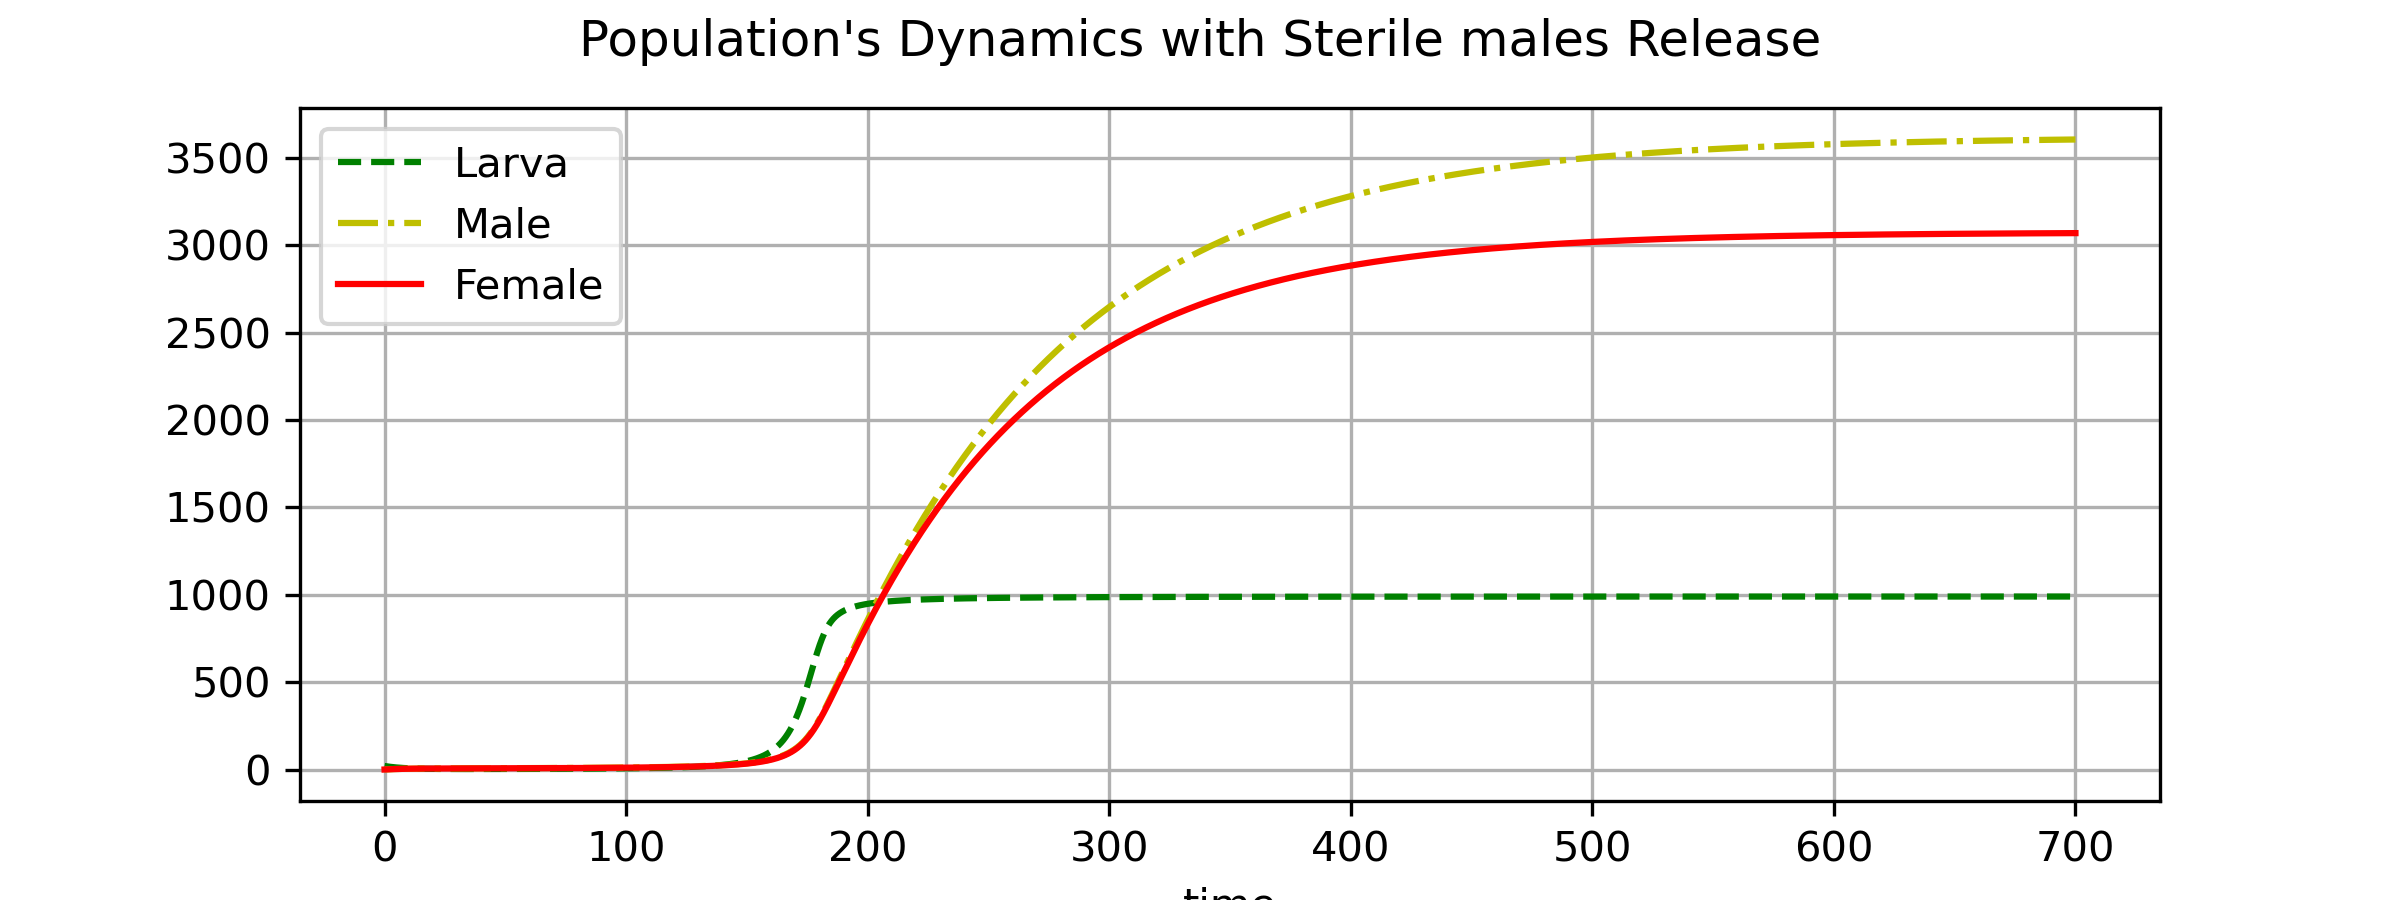 Population's Dynamics with Sterile males Release
Larva
Male
Female
3500
3000
2500
2000
1500
1000
500
0
0 100 200 300 400 500 600 700
time